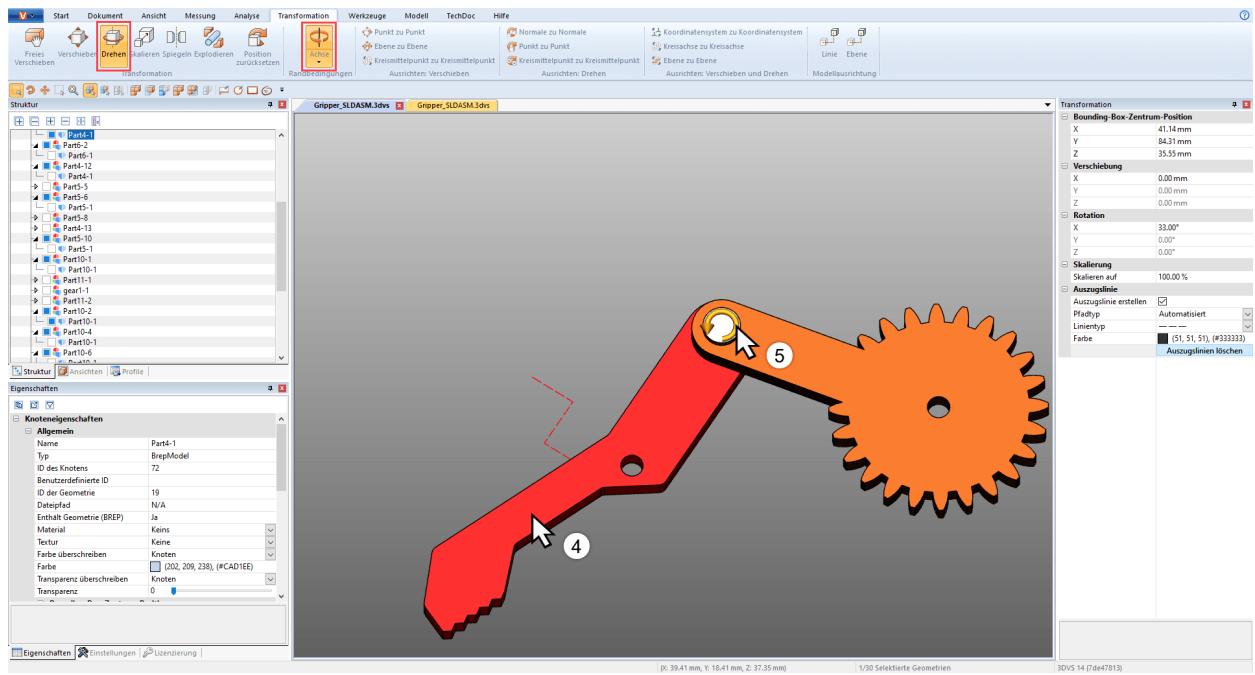 Start Dokument Ansicht Messung Analyse Transformation Werkzeuge Modell TechDoc Hilfe
Freies Verschieben
Verschieben
Drehen
Skalieren
Spiegeln
Explodieren
Position zurücksetzen
Transformation
Achse
Randbedingungen
Punkt zu Punkt
Ebene zu Ebene
Kreismittelpunkt zu Kreismittelpunkt
Ausrichten: Verschieben
Normale zu Normale
Punkt zu Punkt
Kreismittelpunkt zu Kreismittelpunkt
Ausrichten: Drehen
Koordinatensystem zu Koordinatensystem
Kreisachse zu Kreisachse
Ebene zu Ebene
Ausrichten: Verschieben und Drehen
Linie Ebene
Modellausrichtung
Struktur
Part4-1
Part6-2
Part6-1
Part4-12
Part4-1
Part5-5
Part5-6
Part5-1
Part5-8
Part4-13
Part5-10
Part5-1
Part10-1
Part10-1
Part11-1
gear1-1
Part11-2
Part10-2
Part10-1
Part10-4
Part10-1
Part10-6
Struktur Ansichten Profile
Eigenschaften
Knoteneigenschaften
Allgemein
Name Part4-1
Typ BrepModel
ID des Knotens 72
Benutzerdefinierte ID
ID der Geometrie 19
Dateipfad N/A
Enthält Geometrie (BREP) Ja
Material Keins
Textur Keine
Farbe überschreiben Knoten
Farbe (202, 209, 238), (#CAD1EE)
Transparenz überschreiben Knoten
Transparenz 0
Eigenschaften Einstellungen Lizenzierung
Gripper_SLDASM.3dvs Gripper_SLDASM.3dvs
5
4
Transformation
Bounding-Box-Zentrum-Position
X 41.14 mm
Y 84.31 mm
Z 35.55 mm
Verschiebung
X 0.00 mm
Y 0.00 mm
Z 0.00 mm
Rotation
X 33.00°
Y 0.00°
Z 0.00°
Skalierung
Skalieren auf 100.00 %
Auszugslinie
Auszugslinie erstellen
Pfadtyp Automatisiert
Linientyp
Farbe (51, 51, 51), (#333333)
Auszugslinien löschen
(X: 39.41 mm, Y: 18.41 mm, Z: 37.35 mm) 1/30 Selektierte Geometrien 3DVS 14 (7de47813)